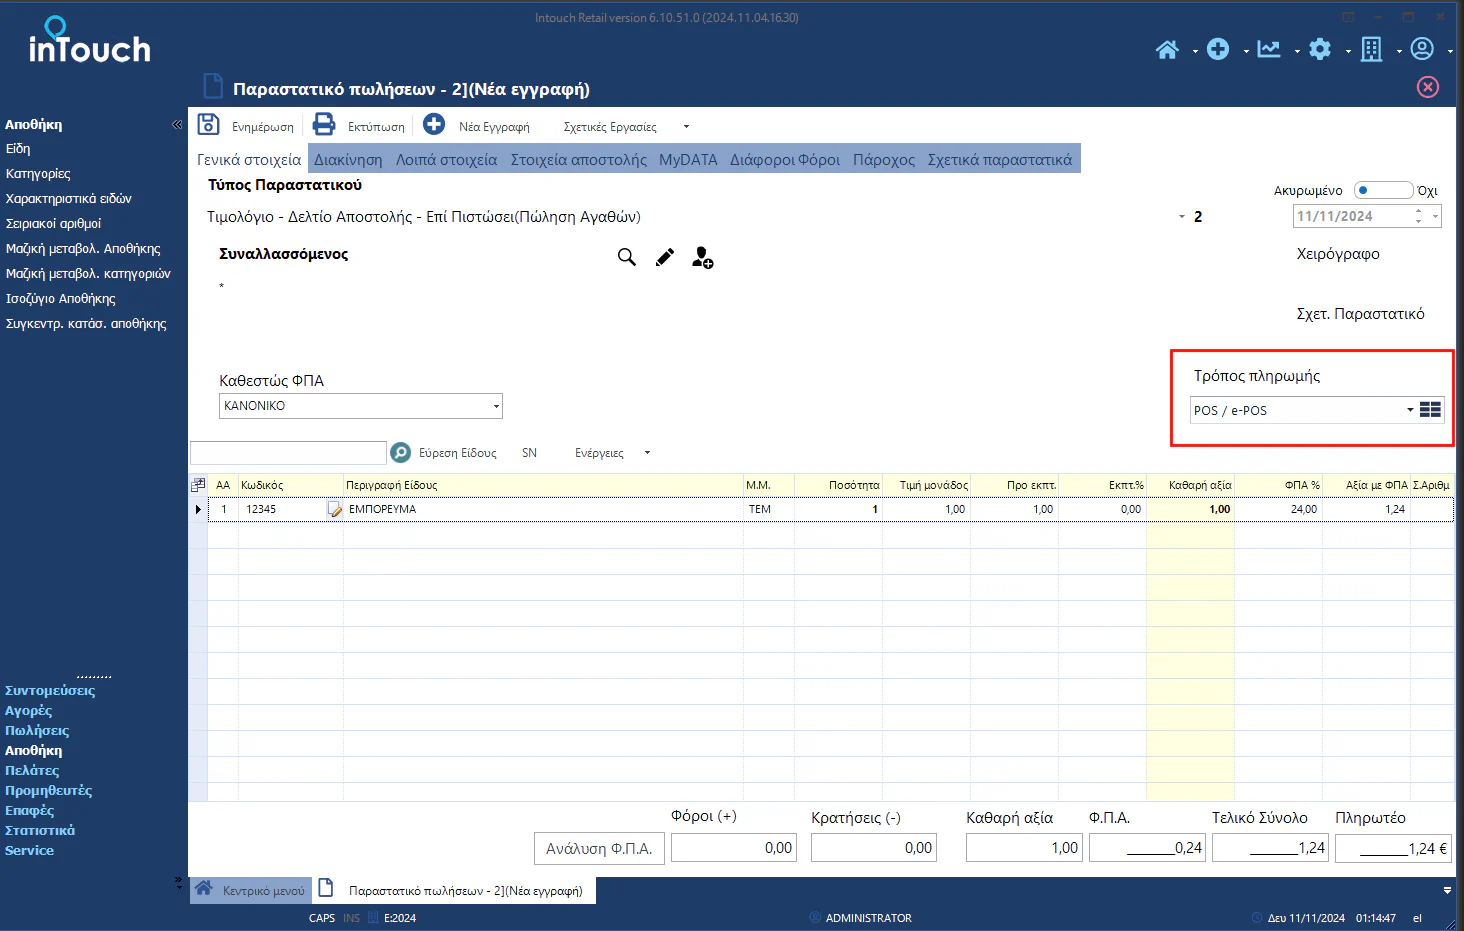 Intouch Retail version 6.10.51.0 (2024.11.04.16.30)
inTouch
Παραστατικό πωλήσεων - 2](Νέα εγγραφή)
Αποθήκη
Είδη
Κατηγορίες
Χαρακτηριστικά ειδών
Σειριακοί αριθμοί
Μαζική μεταβολ. Αποθήκης
Μαζική μεταβολ. κατηγοριών
Ισοζύγιο Αποθήκης
Συγκεντρ. κατάσ. αποθήκης
Συντομεύσεις
Αγορές
Πωλήσεις
Αποθήκη
Πελάτες
Προμηθευτές
Επαφές
Στατιστικά
Service
Ενημέρωση Εκτύπωση Νέα Εγγραφή Σχετικές Εργασίες
Γενικά στοιχεία Διακίνηση Λοιπά στοιχεία Στοιχεία αποστολής MyDATA Διάφοροι Φόροι Πάροχος Σχετικά παραστατικά
Τύπος Παραστατικού
Ακυρωμένο Όχι
Τιμολόγιο - Δελτίο Αποστολής - Επί Πιστώσει(Πώληση Αγαθών) 2 11/11/2024
Συναλλασσόμενος
Χειρόγραφο
*
Σχετ. Παραστατικό
Τρόπος πληρωμής
POS / e-POS
Καθεστώς ΦΠΑ
ΚΑΝΟΝΙΚΟ
Εύρεση Είδους SN Ενέργειες
ΑΑ Κωδικός Περιγραφή Είδους Μ.Μ. Ποσότητα Τιμή μονάδος Προ εκπτ. Εκπτ.% Καθαρή αξία ΦΠΑ % Αξία με ΦΠΑ Σ.Αριθμ
1 12345 ΕΜΠΟΡΕΥΜΑ ΤΕΜ 1 1,00 1,00 0,00 1,00 24,00 1,24
Φόροι (+) Κρατήσεις (-) Καθαρή αξία Φ.Π.Α. Τελικό Σύνολο Πληρωτέο
Ανάλυση Φ.Π.Α. 0,00 0,00 1,00 ______0,24 ______1,24 ______1,24 €
Κεντρικό μενού Παραστατικό πωλήσεων - 2](Νέα εγγραφή)
CAPS INS E:2024 ADMINISTRATOR Δευ 11/11/2024 01:14:47 el